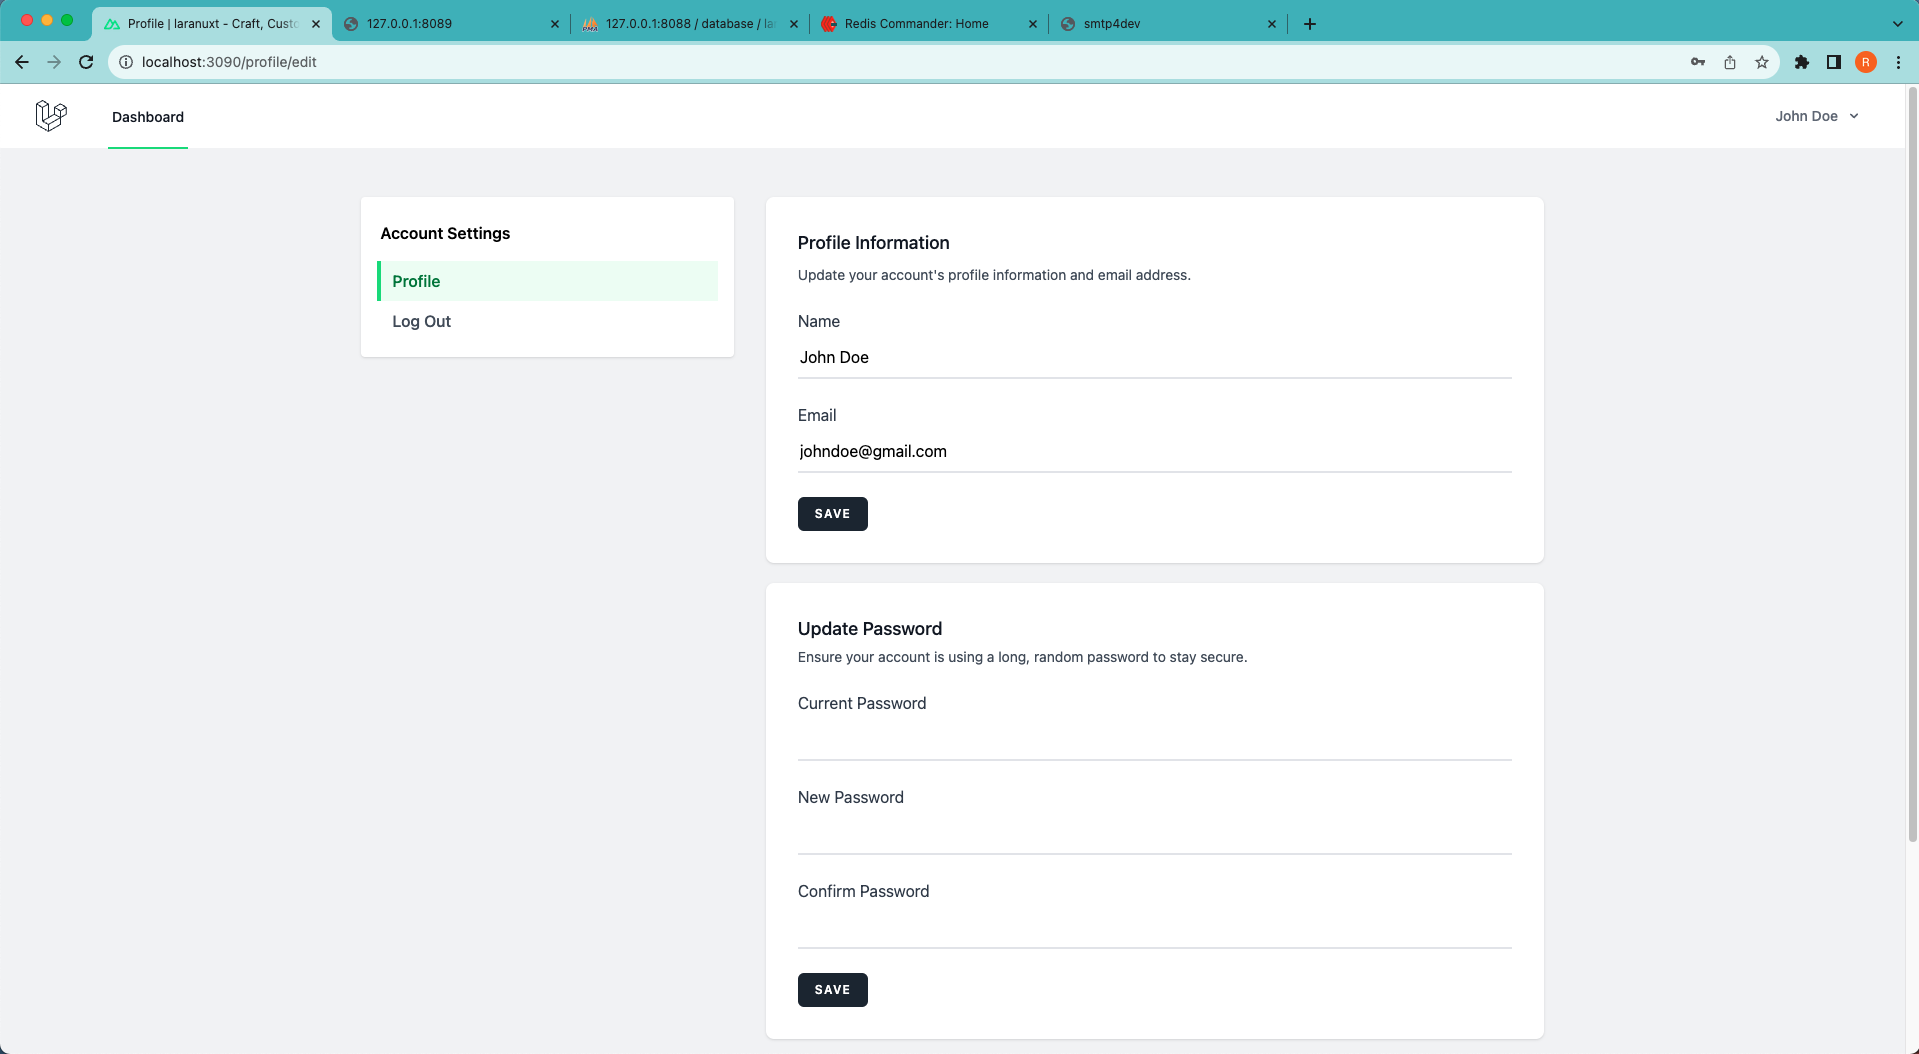 Profile | laranuxt - Craft, Custo
127.0.0.1:8089
127.0.0.1:8088 / database / la
Redis Commander: Home
smtp4dev
localhost:3090/profile/edit
R
Dashboard
John Doe
Account Settings
Profile
Log Out
Profile Information
Update your account's profile information and email address.
Name
John Doe
Email
johndoe@gmail.com
SAVE
Update Password
Ensure your account is using a long, random password to stay secure.
Current Password
New Password
Confirm Password
SAVE